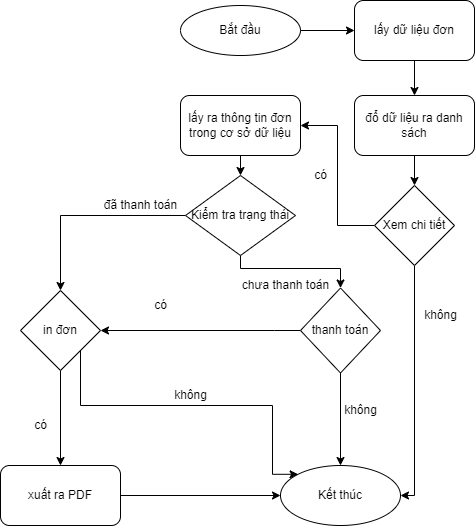 Bắt đầu
lấy dữ liệu đơn
lấy ra thông tin đơn
trong cơ sở dữ liệu
đổ dữ liệu ra danh
sách
có
đã thanh toán
Kiểm tra trạng thái
Xem chi tiết
chưa thanh toán
có
không
in đơn
thanh toán
không
không
có
xuất ra PDF
Kết thúc